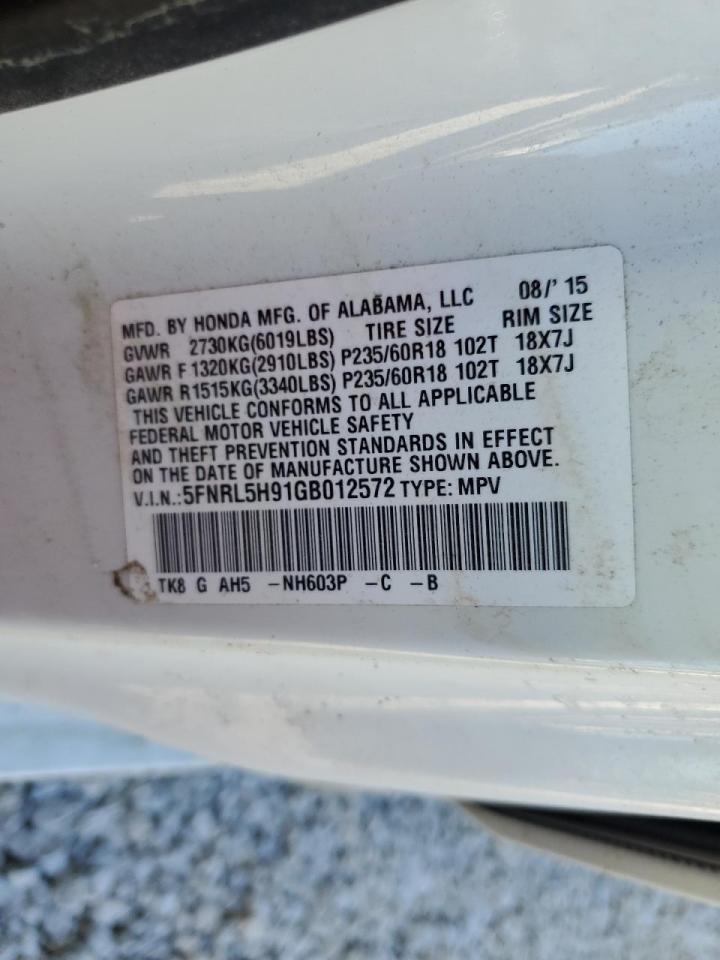 MFD. BY HONDA MFG. OF ALABAMA, LLC 08/' 15
GVWR 2730KG(6019LBS) TIRE SIZE RIM SIZE
GAWR F 1320KG(2910LBS) P235/60R18 102T 18X7J
GAWR R1515KG(3340LBS) P235/60R18 102T 18X7J
THIS VEHICLE CONFORMS TO ALL APPLICABLE
FEDERAL MOTOR VEHICLE SAFETY
AND THEFT PREVENTION STANDARDS IN EFFECT
ON THE DATE OF MANUFACTURE SHOWN ABOVE.
V.I.N.:5FNRL5H91GB012572 TYPE: MPV
TK8 G AH5 -NH603P -C -B